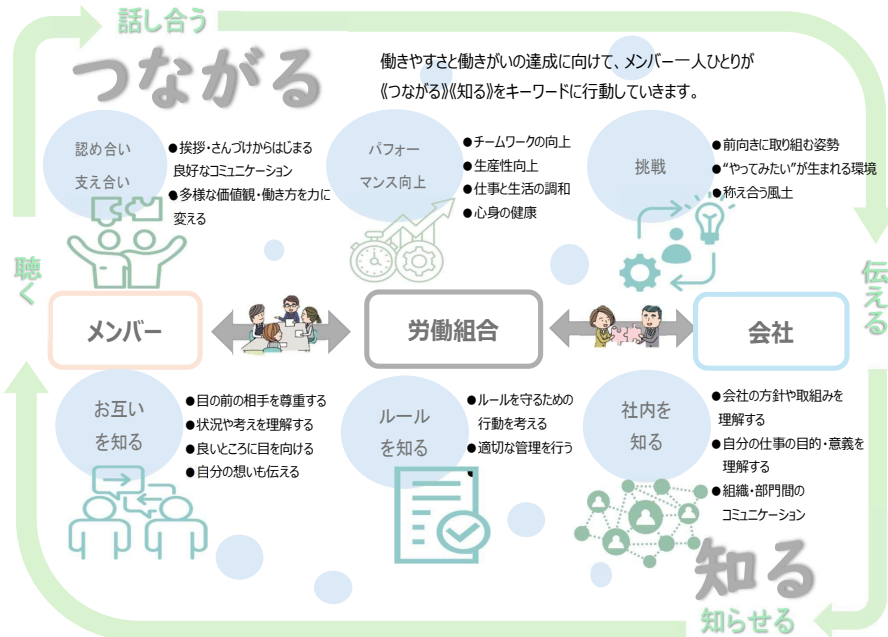 話し合う
つながる
働きやすさと働きがいの達成に向けて、メンバー一人ひとりが
《つながる》《知る》をキーワードに行動していきます。
認め合い
支え合い
●挨拶・さんづけからはじまる
良好なコミュニケーション
●多様な価値観・働き方を力に
変える
パフォー
マンス向上
●チームワークの向上
●生産性向上
●仕事と生活の調和
●心身の健康
挑戦
●前向きに取り組む姿勢
●“やってみたい”が生まれる環境
●称え合う風土
聴く
伝える
メンバー
労働組合
会社
お互い
を知る
●目の前の相手を尊重する
●状況や考えを理解する
●良いところに目を向ける
●自分の想いも伝える
ルール
を知る
●ルールを守るための
行動を考える
●適切な管理を行う
●
社内を
知る
●会社の方針や取組みを
理解する
●自分の仕事の目的・意義を
理解する
●組織・部門間の
コミュニケーション
知る
知らせる